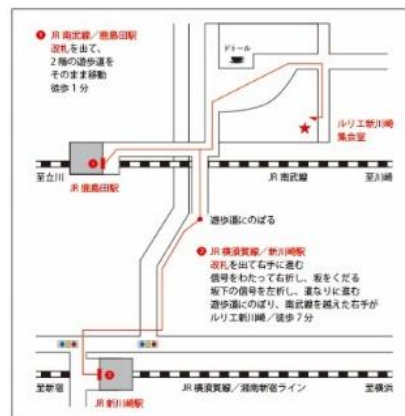 ❶ JR 南武線／鹿島田駅
改札を出て、
2階の遊歩道を
そのまま移動
徒歩1分
ドトール
ルリエ新川崎
集会室
❶
至立川
JR 鹿島田駅
JR 南武線
至川崎
遊歩道にのぼる
❷ JR 横須賀線／新川崎駅
改札を出て右手に進む
信号をわたって右折し、坂をくだる
坂下の信号を左折し、道なりに進む
遊歩道にのぼり、南武線を越えた右手が
ルリエ新川崎／徒歩7分
❷
至新宿
JR 新川崎駅
JR 横須賀線／湘南新宿ライン
至横浜